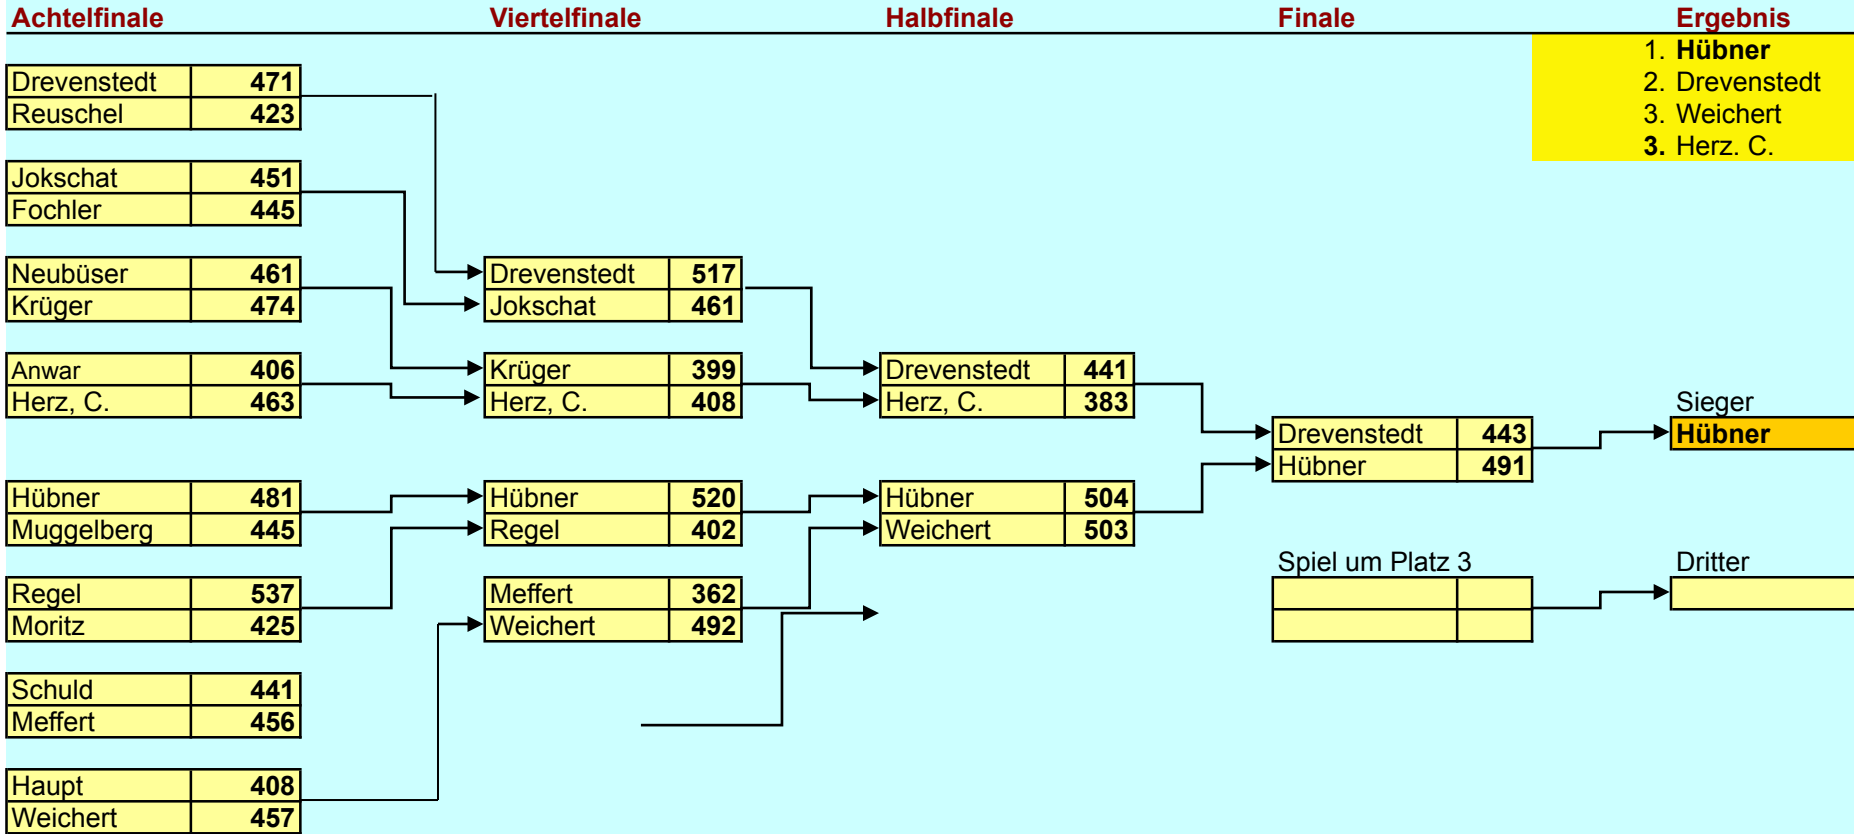 Achtelfinale Viertelfinale Halbfinale Finale Ergebnis
1. Hübner
Drevenstedt 471 2. Drevenstedt
Reuschel 423 3. Weichert
3. Herz. C.
Jokschat 451
Fochler 445
Neubüser 461 Drevenstedt 517
Krüger 474 Jokschat 461
Anwar 406 Krüger 399 Drevenstedt 441
Herz, C. 463 Herz, C. 408 Herz, C. 383 Sieger
Drevenstedt 443 Hübner
Hübner 491
Hübner 481 Hübner 520 Hübner 504
Muggelberg 445 Regel 402 Weichert 503
Spiel um Platz 3 Dritter
Regel 537 Meffert 362
Moritz 425 Weichert 492
Schuld 441
Meffert 456
Haupt 408
Weichert 457